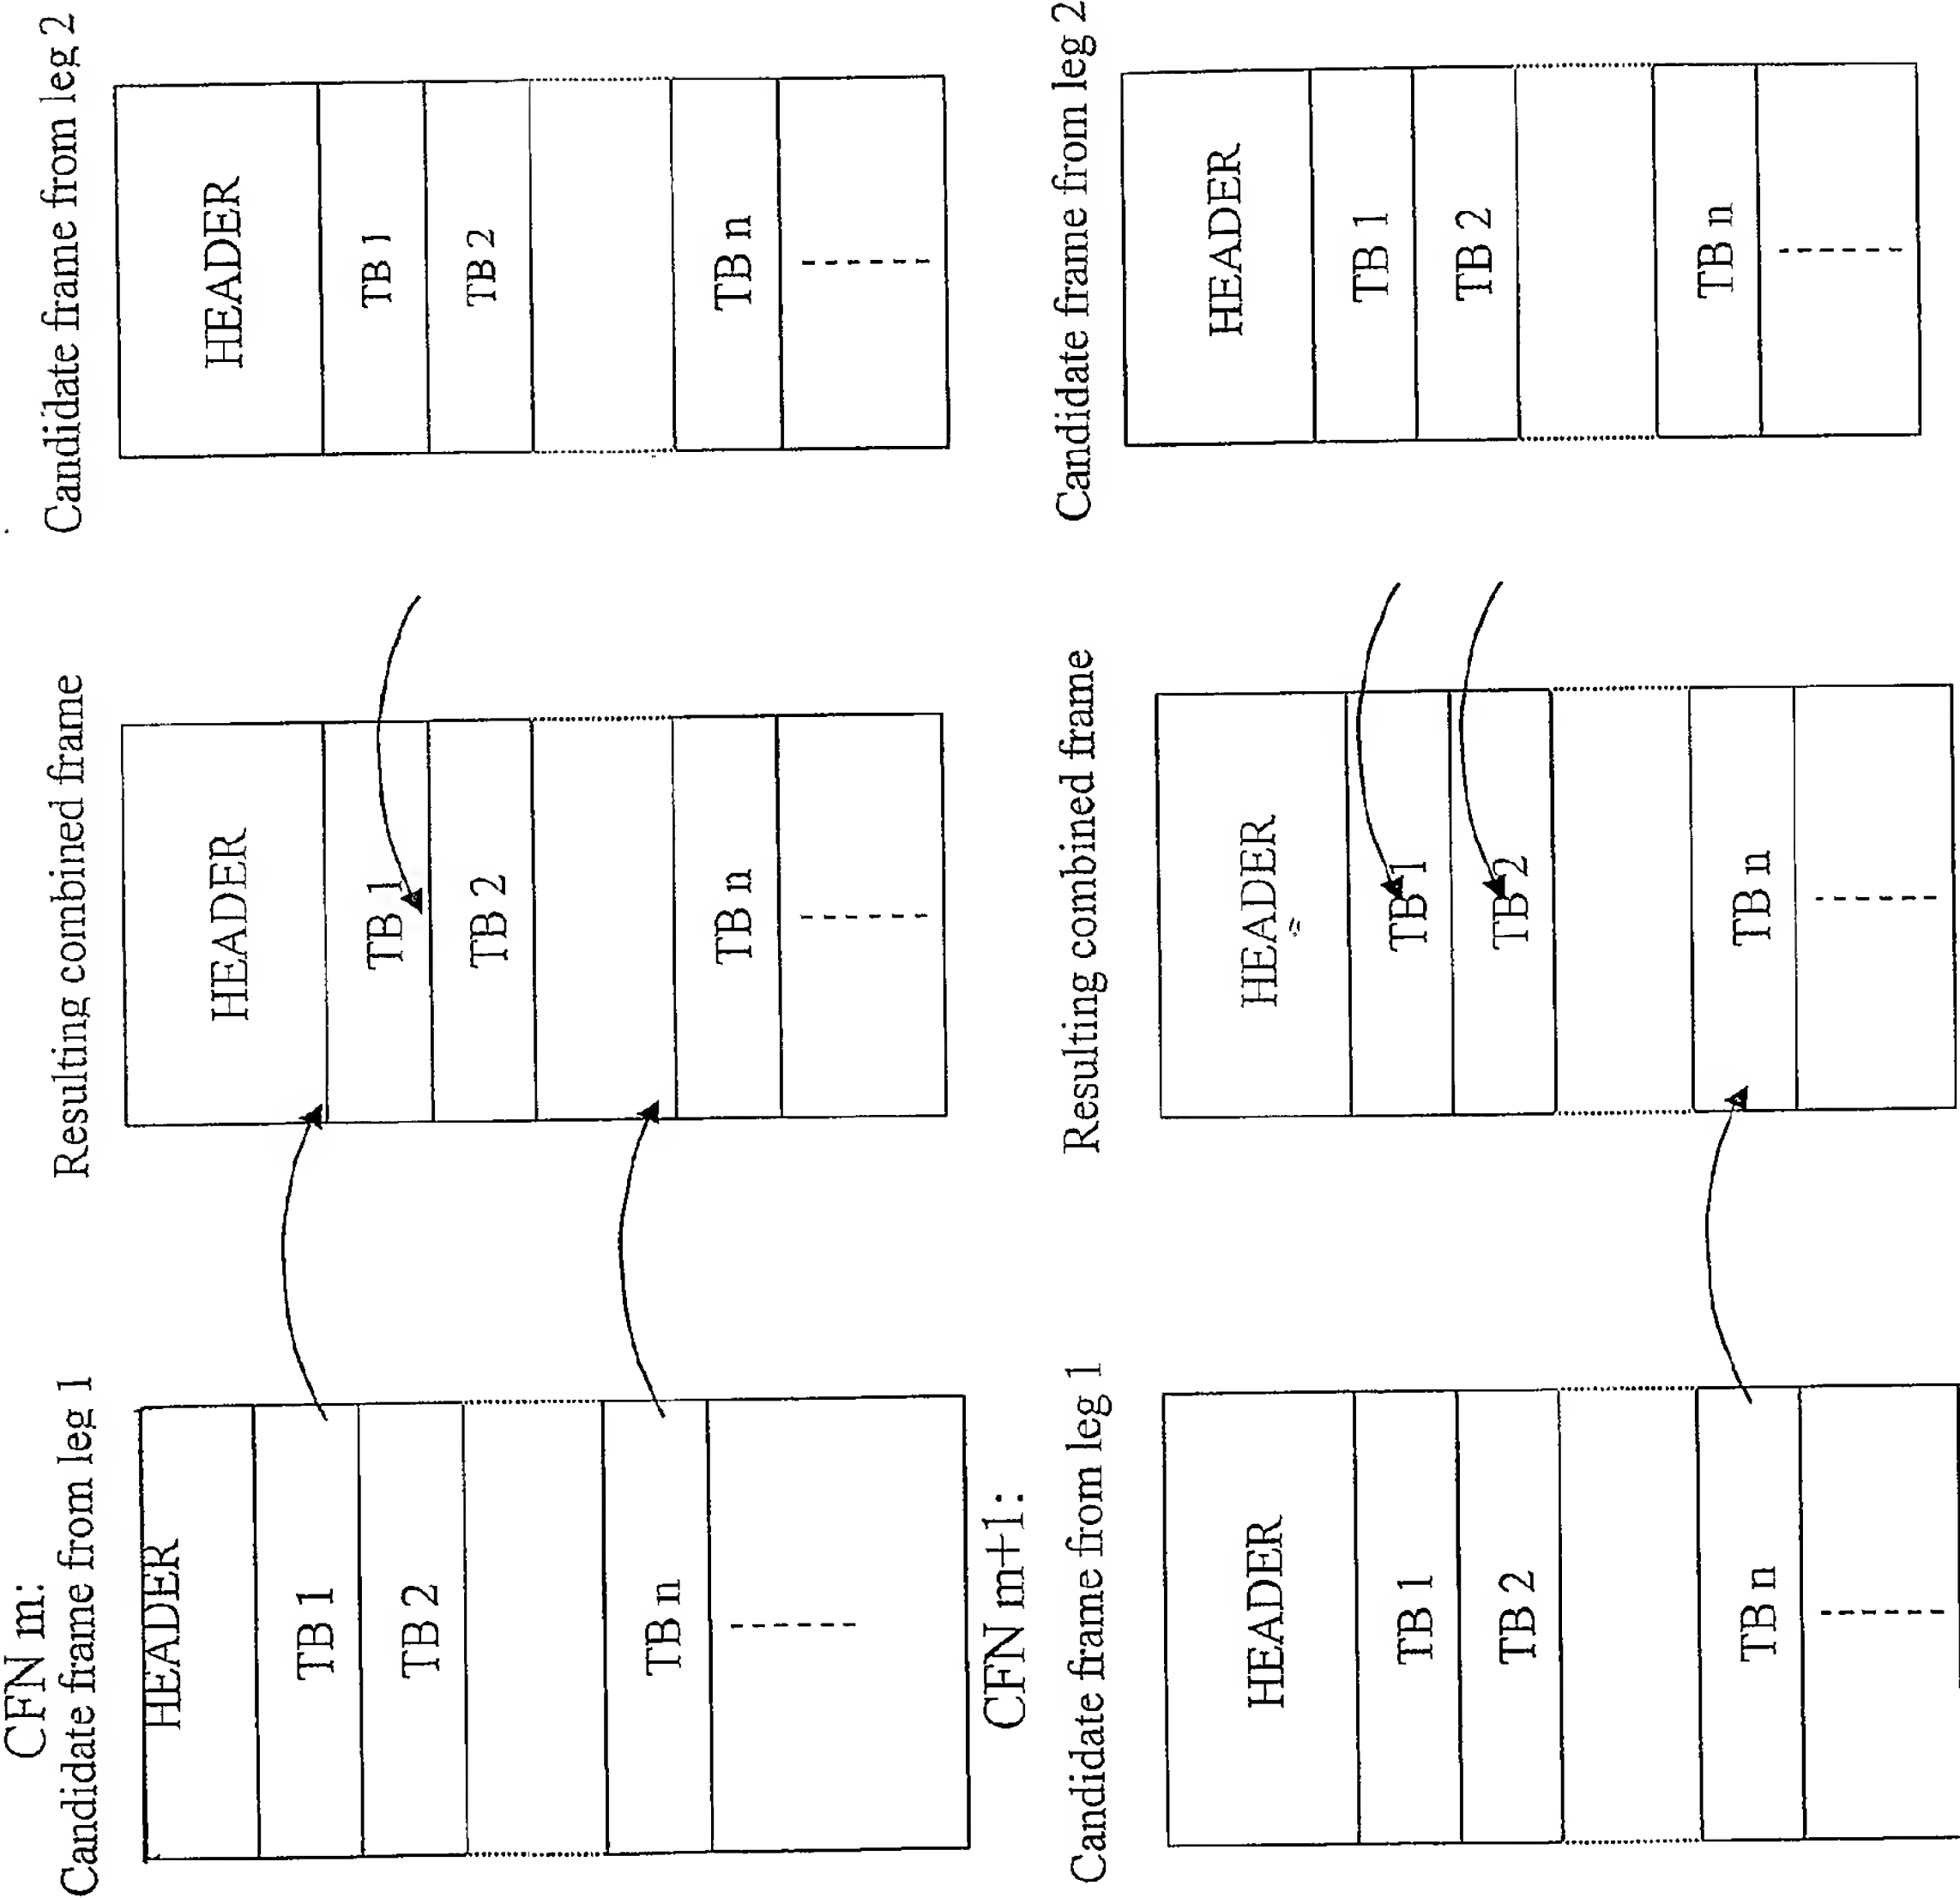 CFN m:
Candidate frame from leg 1
HEADER
TB 1
TB 2
TB n
Resulting combined frame
HEADER
TB 1
TB 2
TB n
Candidate frame from leg 2
HEADER
TB 1
TB 2
TB n
CFN m+1:
Candidate frame from leg 1
HEADER
TB 1
TB 2
TB n
Resulting combined frame
HEADER
TB 1
TB 2
TB n
Candidate frame from leg 2
HEADER
TB 1
TB 2
TB n